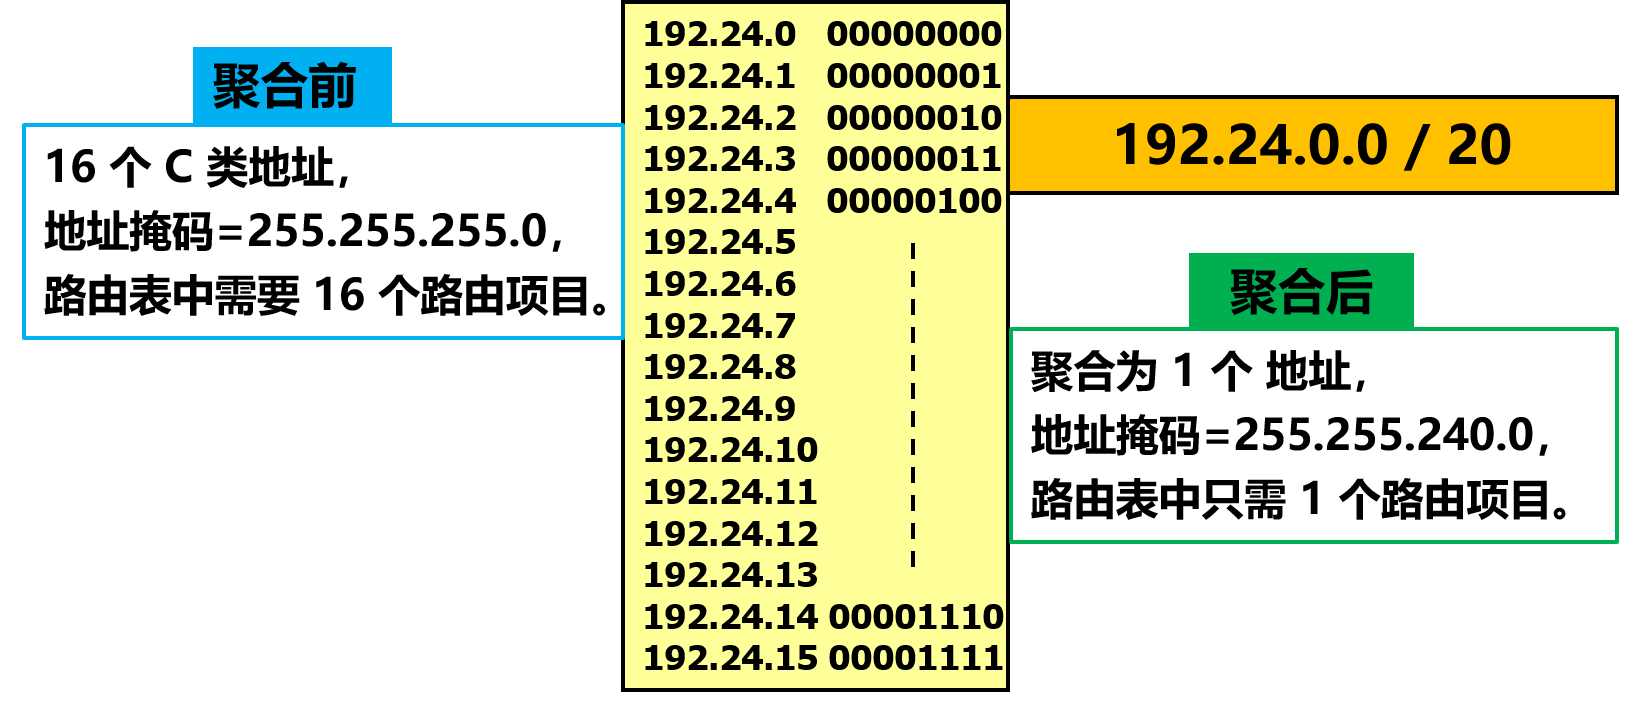 聚合前
16 个 C 类地址，
地址掩码=255.255.255.0，
路由表中需要 16 个路由项目。
192.24.0 00000000
192.24.1 00000001
192.24.2 00000010
192.24.3 00000011
192.24.4 00000100
192.24.5
192.24.6
192.24.7
192.24.8
192.24.9
192.24.10
192.24.11
192.24.12
192.24.13
192.24.14 00001110
192.24.15 00001111
192.24.0.0 / 20
聚合后
聚合为 1 个 地址，
地址掩码=255.255.240.0，
路由表中只需 1 个路由项目。